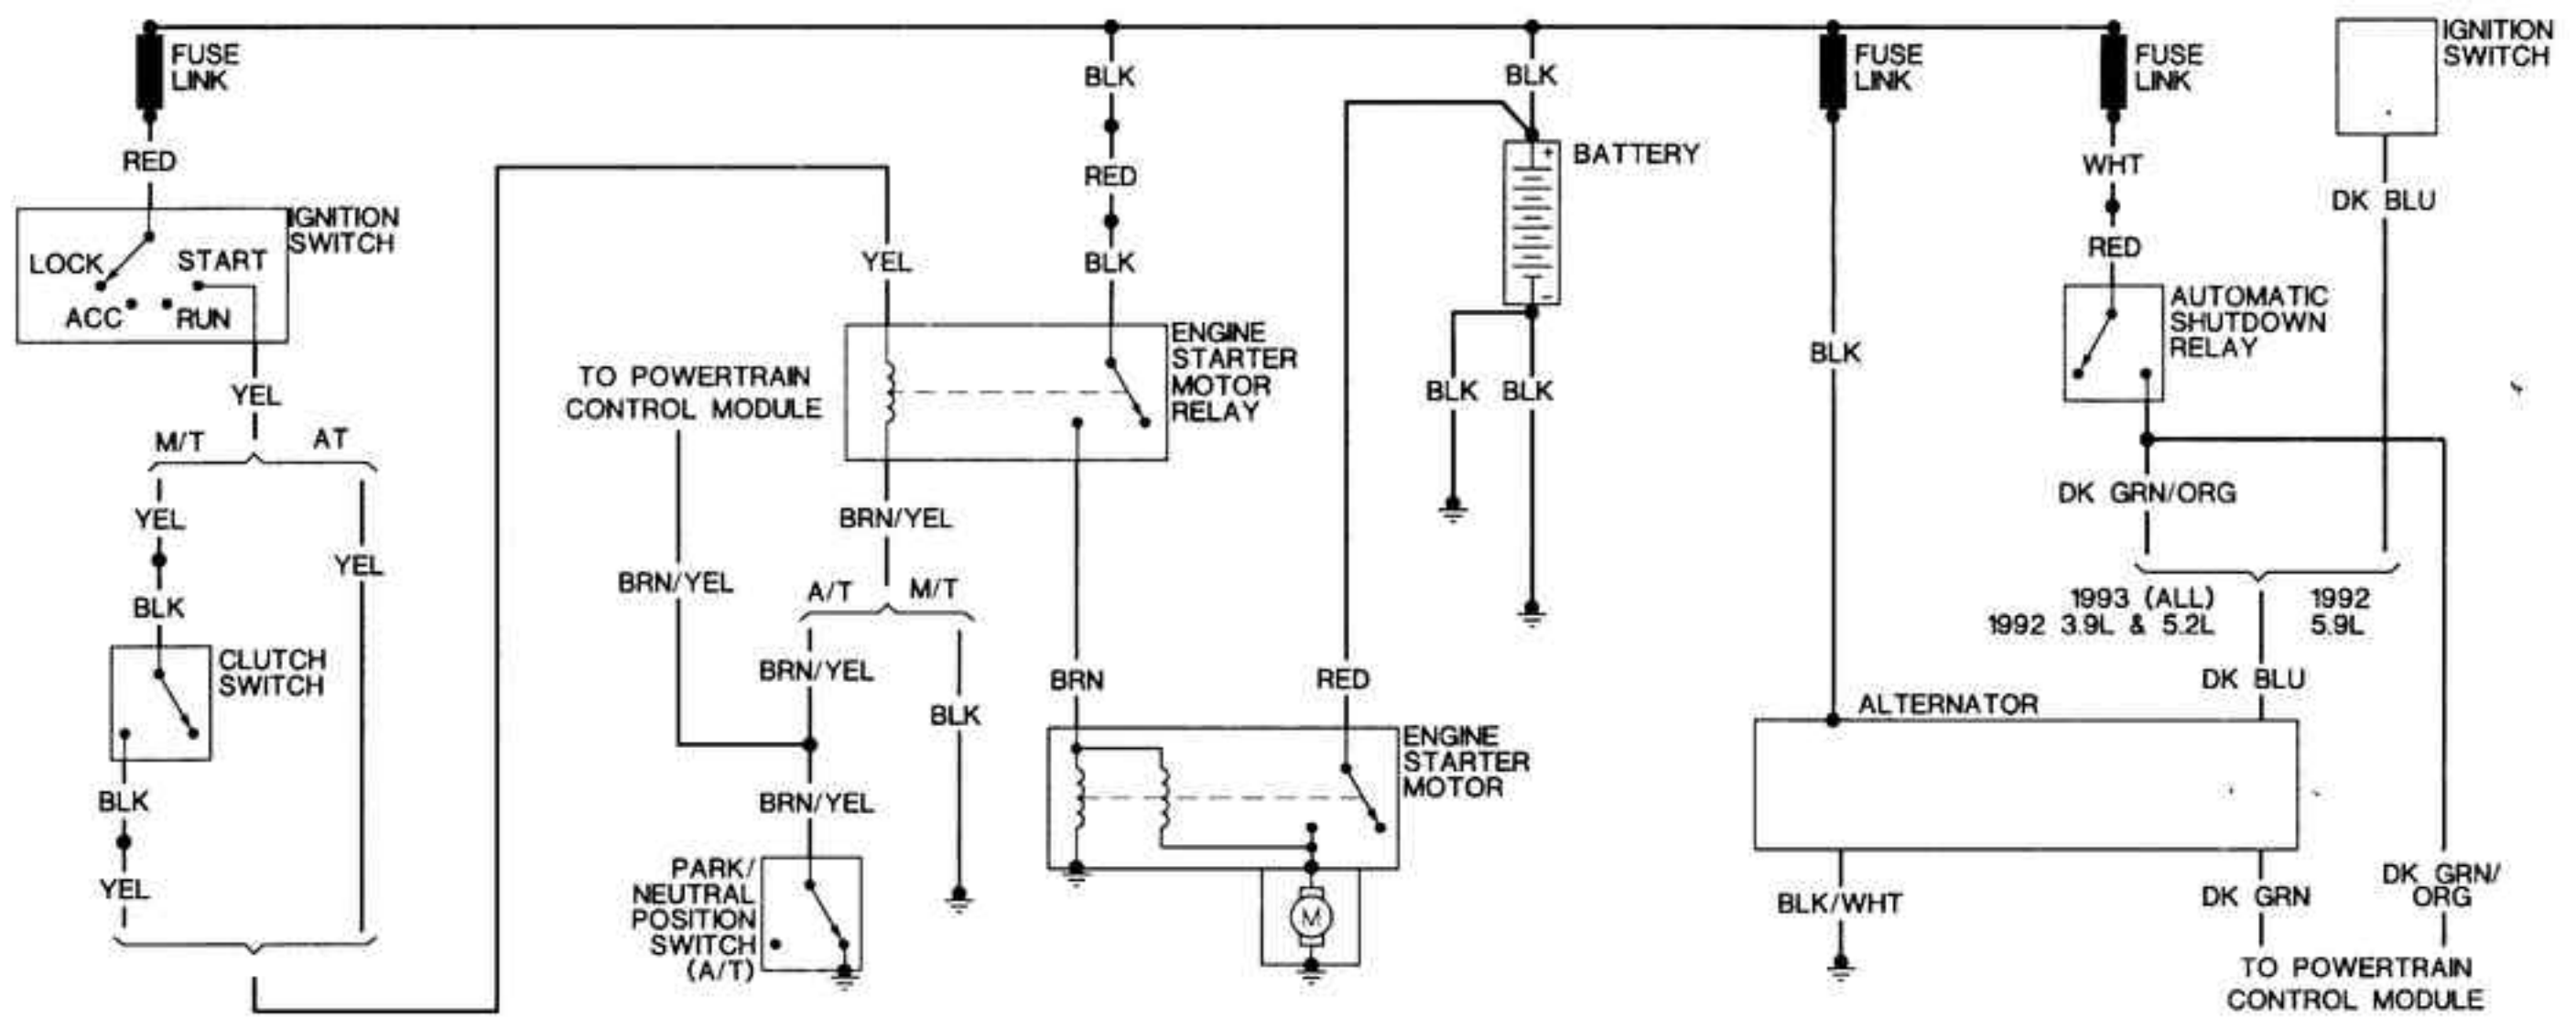 FUSE
LINK
RED
IGNITION
SWITCH
LOCK
START
ACC
RUN
YEL
M/T
AT
YEL
YEL
BLK
CLUTCH
SWITCH
BLK
YEL
YEL
BLK
RED
BLK
ENGINE
STARTER
MOTOR
RELAY
TO POWERTRAIN
CONTROL MODULE
BRN/YEL
BRN/YEL
A/T
M/T
BRN/YEL
BLK
BRN/YEL
PARK/
NEUTRAL
POSITION
SWITCH
(A/T)
BRN
RED
ENGINE
STARTER
MOTOR
M
BLK
BATTERY
+
-
BLK
BLK
FUSE
LINK
BLK
FUSE
LINK
WHT
RED
AUTOMATIC
SHUTDOWN
RELAY
IGNITION
SWITCH
DK BLU
DK GRN/ORG
1993 (ALL)
1992 3.9L & 5.2L
1992
5.9L
DK BLU
ALTERNATOR
BLK/WHT
DK GRN
DK GRN/
ORG
TO POWERTRAIN
CONTROL MODULE